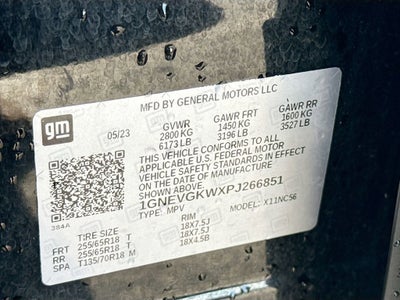 gm
MFD BY GENERAL MOTORS LLC
05/23 GVWR GAWR FRT GAWR RR
2800 KG 1450 KG 1600 KG
6173 LB 3196 LB 3527 LB
THIS VEHICLE CONFORMS TO ALL
APPLICABLE U.S. FEDERAL MOTOR
VEHICLE SAFETY STANDARDS IN EFFECT
ON THE DATE OF MANUFACTURE
SHOWN ABOVE
1GNEVGKWXPJ266851
384A TYPE: MPV MODEL: X11NC56
TIRE SIZE RIM
FRT 255/65R18 T 18X7.5J
RR 255/65R18 T 18X7.5J
SPA T135/70R18 M 18X4.5B